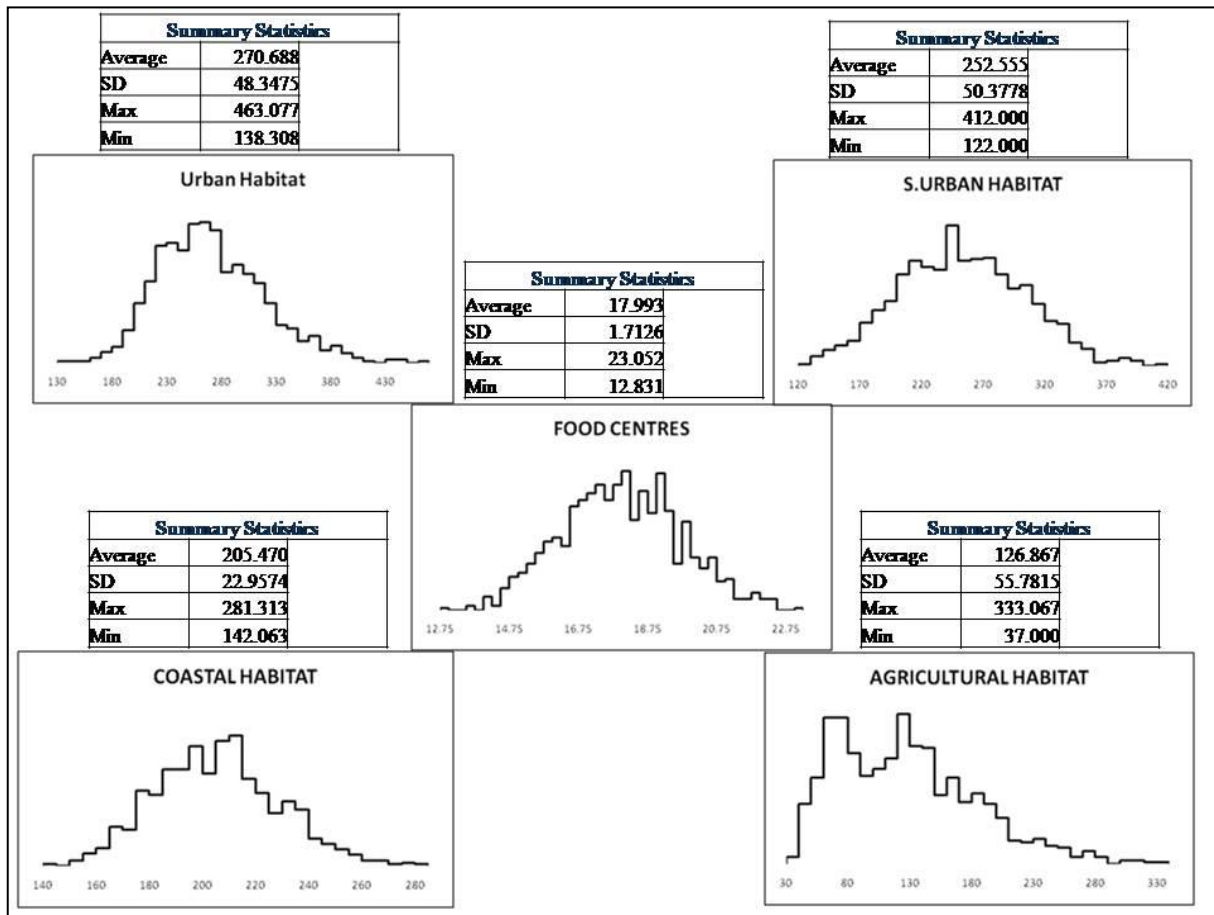 Summary Statistics
Average 270.688
SD 48.3475
Max 463.077
Min 138.308
Urban Habitat
130 180 230 280 330 380 430
Summary Statistics
Average 252.555
SD 50.3778
Max 412.000
Min 122.000
S.URBAN HABITAT
120 170 220 270 320 370 420
Summary Statistics
Average 17.993
SD 1.7126
Max 23.052
Min 12.831
FOOD CENTRES
12.75 14.75 16.75 18.75 20.75 22.75
Summary Statistics
Average 205.470
SD 22.9574
Max 281.313
Min 142.063
COASTAL HABITAT
140 160 180 200 220 240 260 280
Summary Statistics
Average 126.867
SD 55.7815
Max 333.067
Min 37.000
AGRICULTURAL HABITAT
30 80 130 180 230 280 330